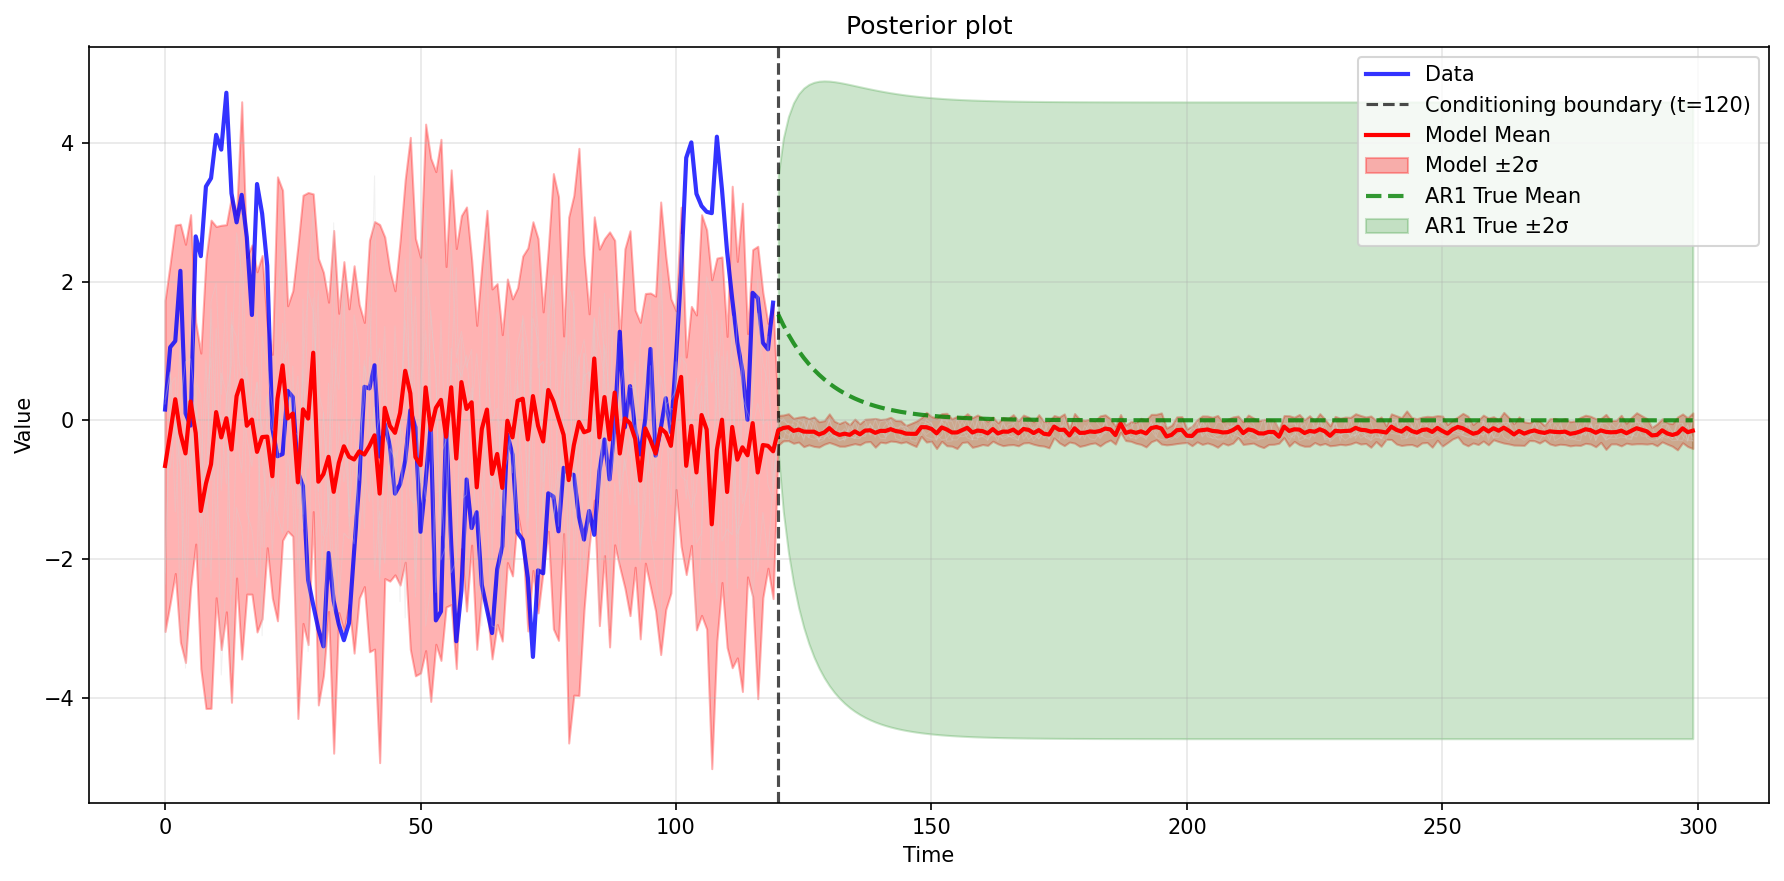 Posterior plot
Data
Conditioning boundary (t=120)
Model Mean
Model ±2σ
AR1 True Mean
AR1 True ±2σ
Value
4
2
0
−2
−4
0
50
100
150
200
250
300
Time